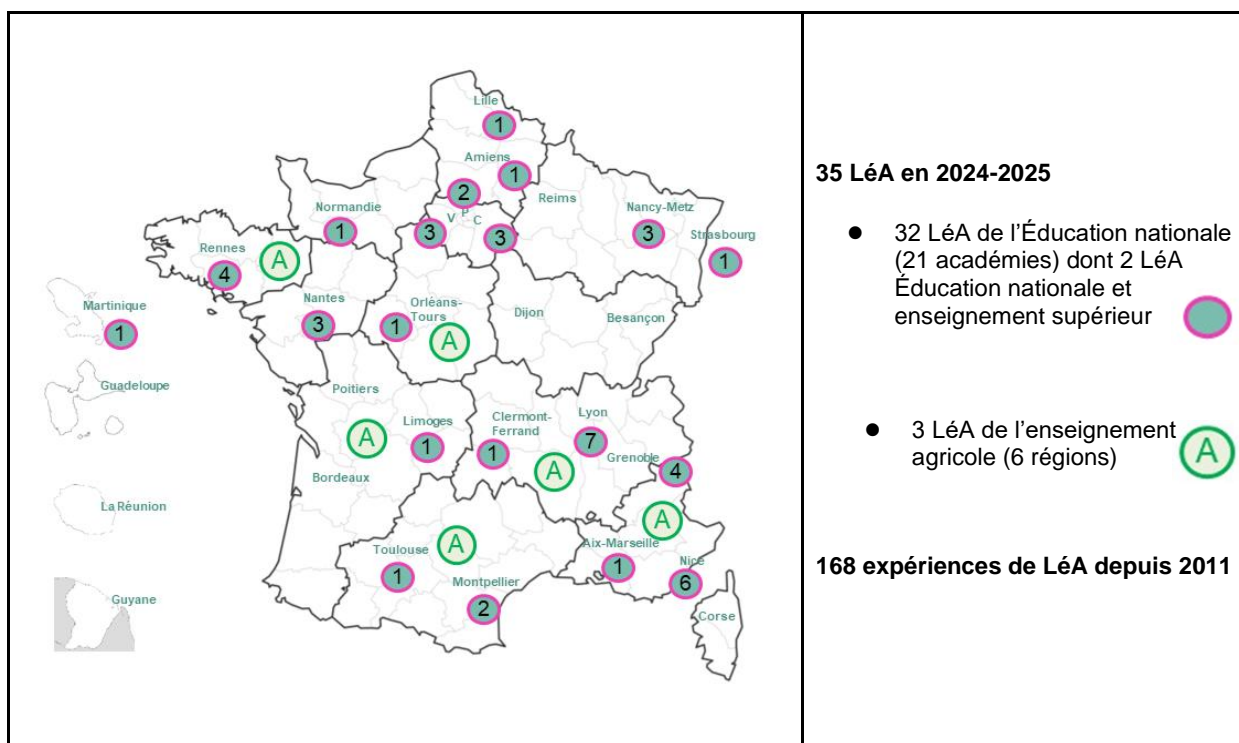 Lille
1
Amiens
1
2
Reims
Normandie
1
V
P
C
3
3
Nancy-Metz
3
Strasbourg
1
Rennes
4
A
Martinique
1
Nantes
3
Orléans-
Tours
1
A
Dijon
Besançon
Guadeloupe
Poitiers
A
Limoges
1
Bordeaux
Clermont-
Ferrand
1
Lyon
7
A
Grenoble
4
A
La Réunion
Toulouse
1
A
Montpellier
2
Aix-Marseille
1
Nice
6
Corse
Guyane
35 LéA en 2024-2025
● 32 LéA de l’Éducation nationale
(21 académies) dont 2 LéA
Éducation nationale et
enseignement supérieur
● 3 LéA de l’enseignement
agricole (6 régions)
A
168 expériences de LéA depuis 2011